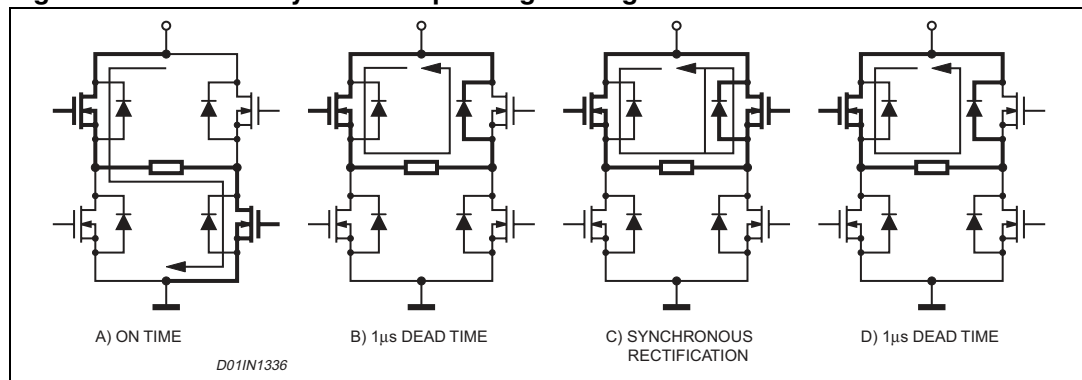 A) ON TIME
B) 1μs DEAD TIME
C) SYNCHRONOUS
RECTIFICATION
D) 1μs DEAD TIME
D01IN1336